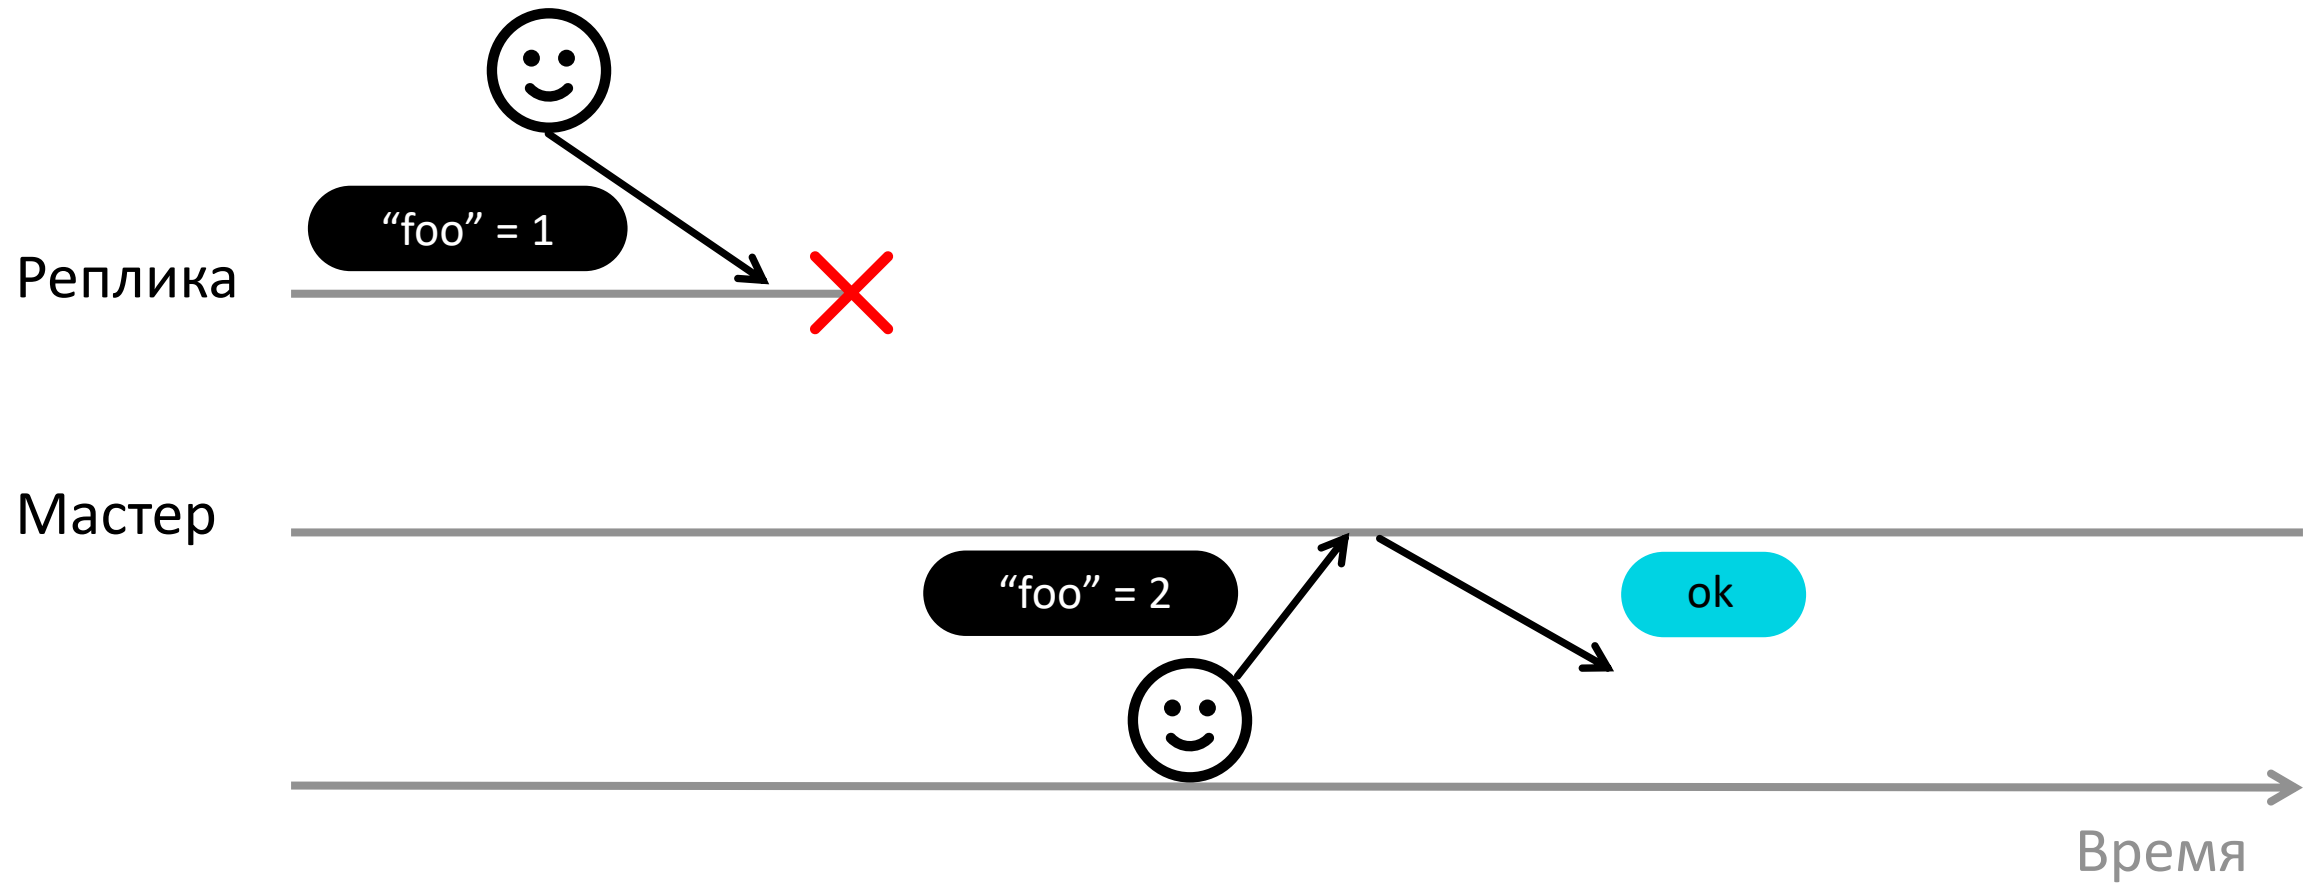 “foo” = 1
Реплика
Мастер
“foo” = 2
ok
Время